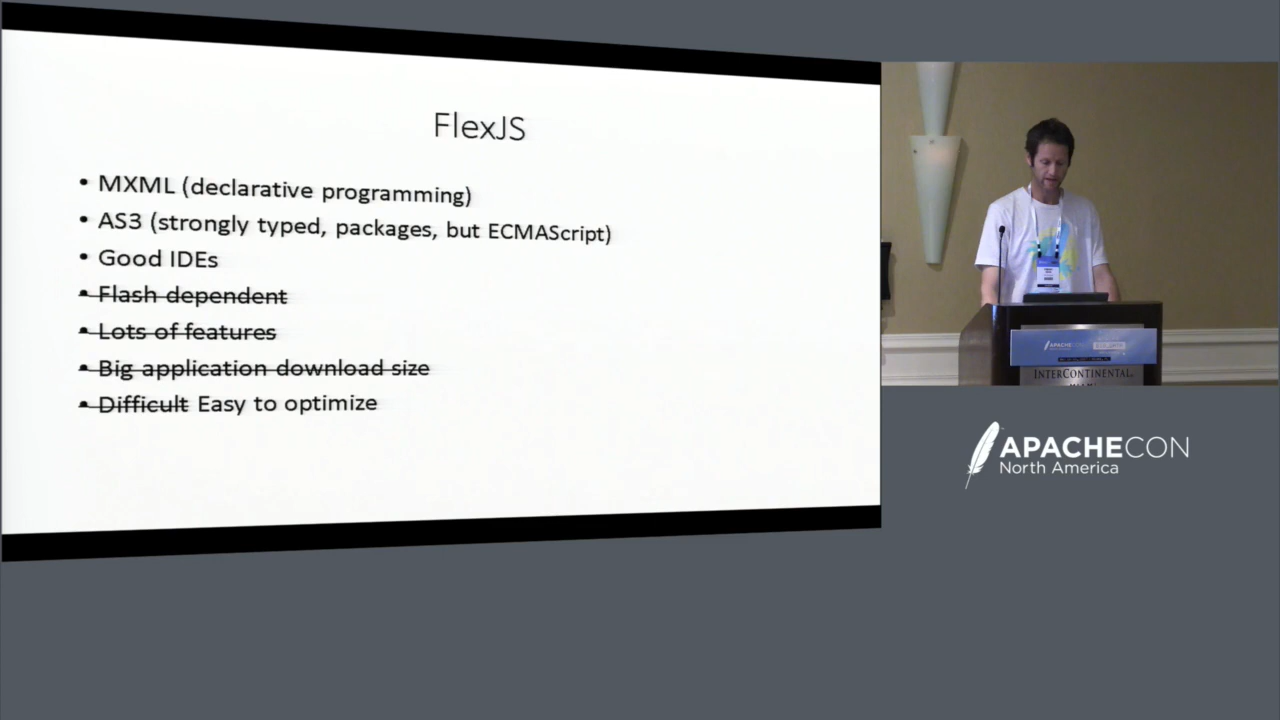 FlexJS
• MXML (declarative programming)
• AS3 (strongly typed, packages, but ECMAScript)
• Good IDEs
• Flash dependent
• Lots of features
• Big application download size
• Difficult Easy to optimize
APACHECON
INTERCONTINENTAL
APACHECON
North America